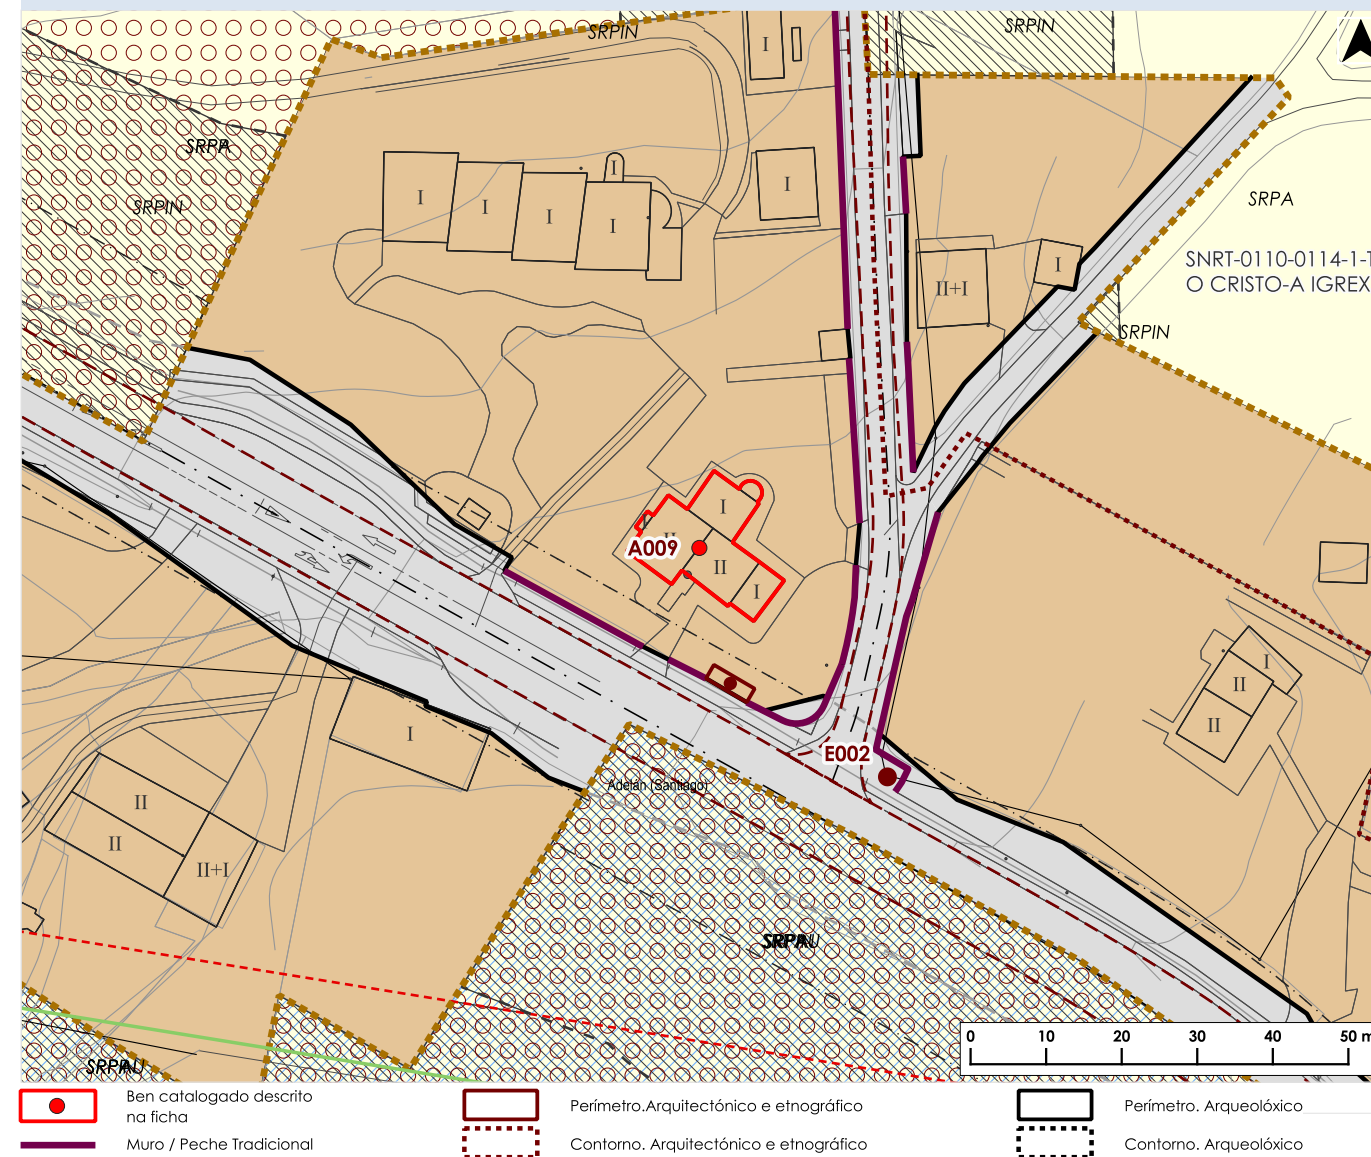 SRPIN
SRPIN
I
SRPA
SRPIN
I
I
I
I
I
I
SRPA
SNRT-0110-0114-1-T
O CRISTO-A IGREX
II+I
I
SRPIN
I
A009
II
I
I
II
II
E002
I
Adelán (Santiago)
II
II
II+I
SRPAU
SRPAU
0 10 20 30 40 50 m
Ben catalogado descrito
na ficha
Perímetro.Arquitectónico e etnográfico
Perímetro. Arqueolóxico
Muro / Peche Tradicional
Contorno. Arquitectónico e etnográfico
Contorno. Arqueolóxico